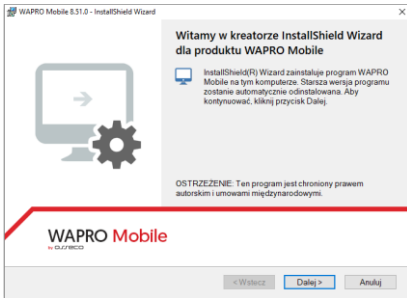 WAPRO Mobile 8.51.0 - InstallShield Wizard
Witamy w kreatorze InstallShield Wizard
dla produktu WAPRO Mobile
InstallShield(R) Wizard zainstaluje program WAPRO
Mobile na tym komputerze. Starsza wersja programu
zostanie automatycznie odinstalowana. Aby
kontynuować, kliknij przycisk Dalej.
OSTRZEŻENIE: Ten program jest chroniony prawem
autorskim i umowami międzynarodowymi.
WAPRO Mobile
by asseco
< Wstecz
Dalej >
Anuluj